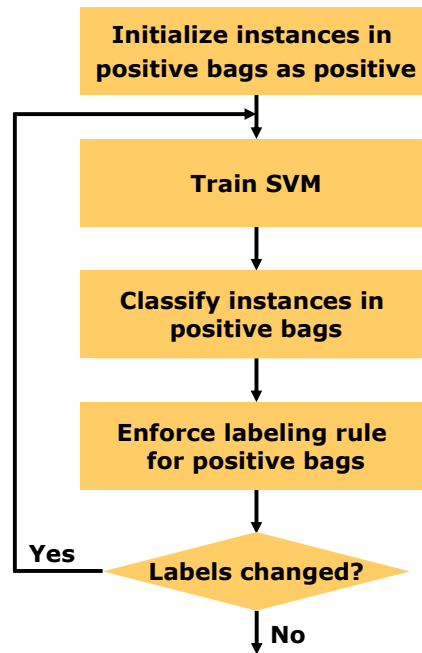 Initialize instances in
positive bags as positive
Train SVM
Classify instances in
positive bags
Enforce labeling rule
for positive bags
Yes
Labels changed?
No